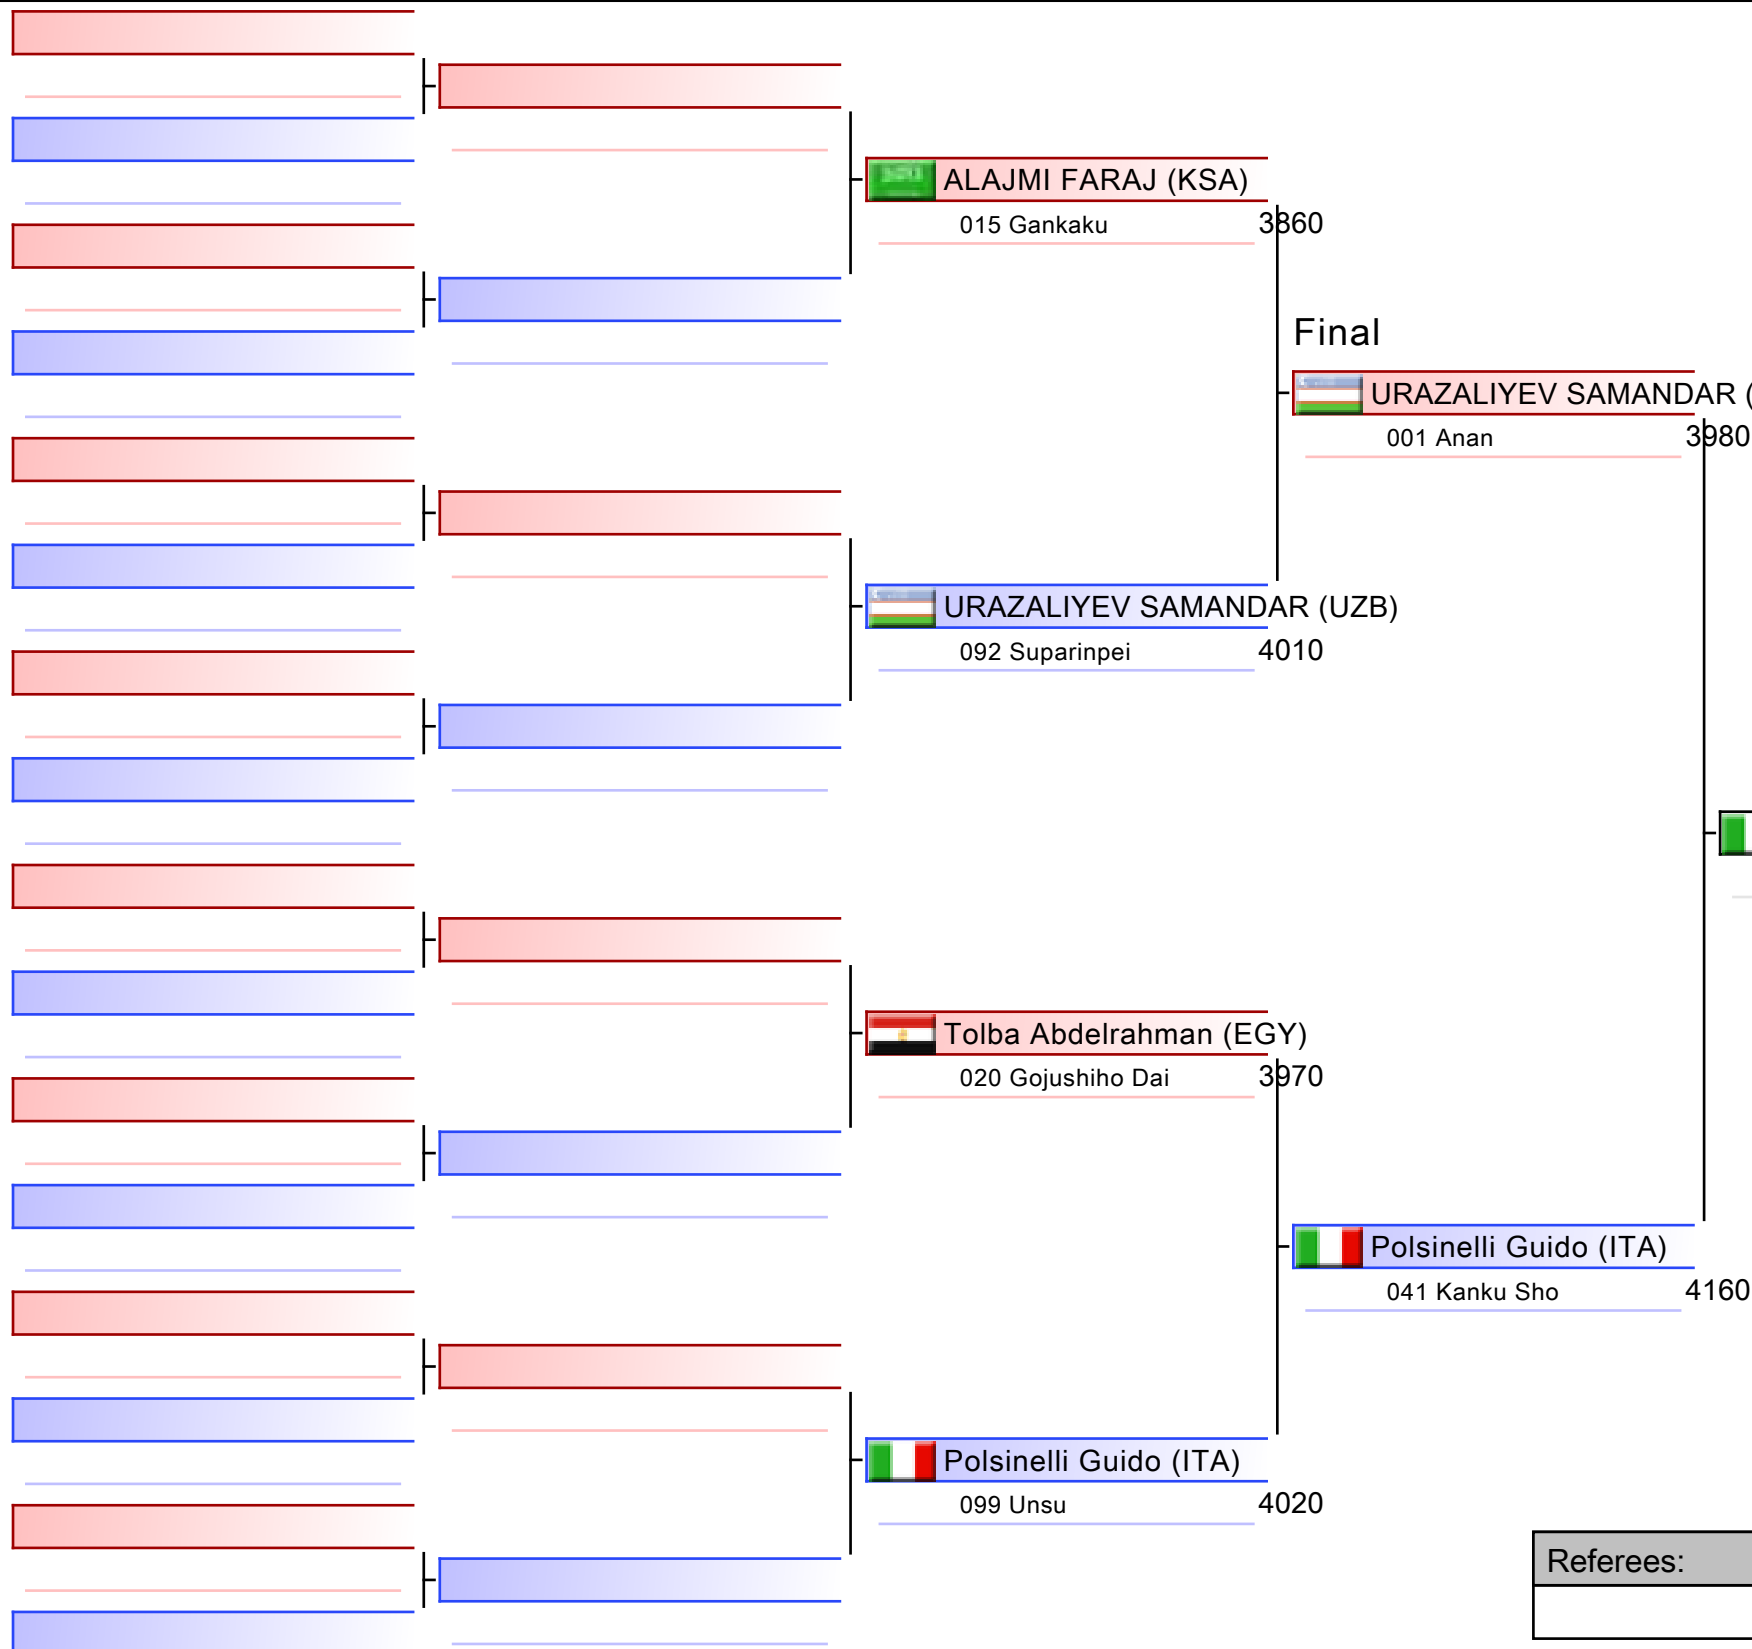 ALAJMI FARAJ (KSA)
015 Gankaku 3860
Final
URAZALIYEV SAMANDAR (
001 Anan 3980
URAZALIYEV SAMANDAR (UZB)
092 Suparinpei 4010
Tolba Abdelrahman (EGY)
020 Gojushiho Dai 3970
Polsinelli Guido (ITA)
041 Kanku Sho 4160
Polsinelli Guido (ITA)
099 Unsu 4020
Referees: